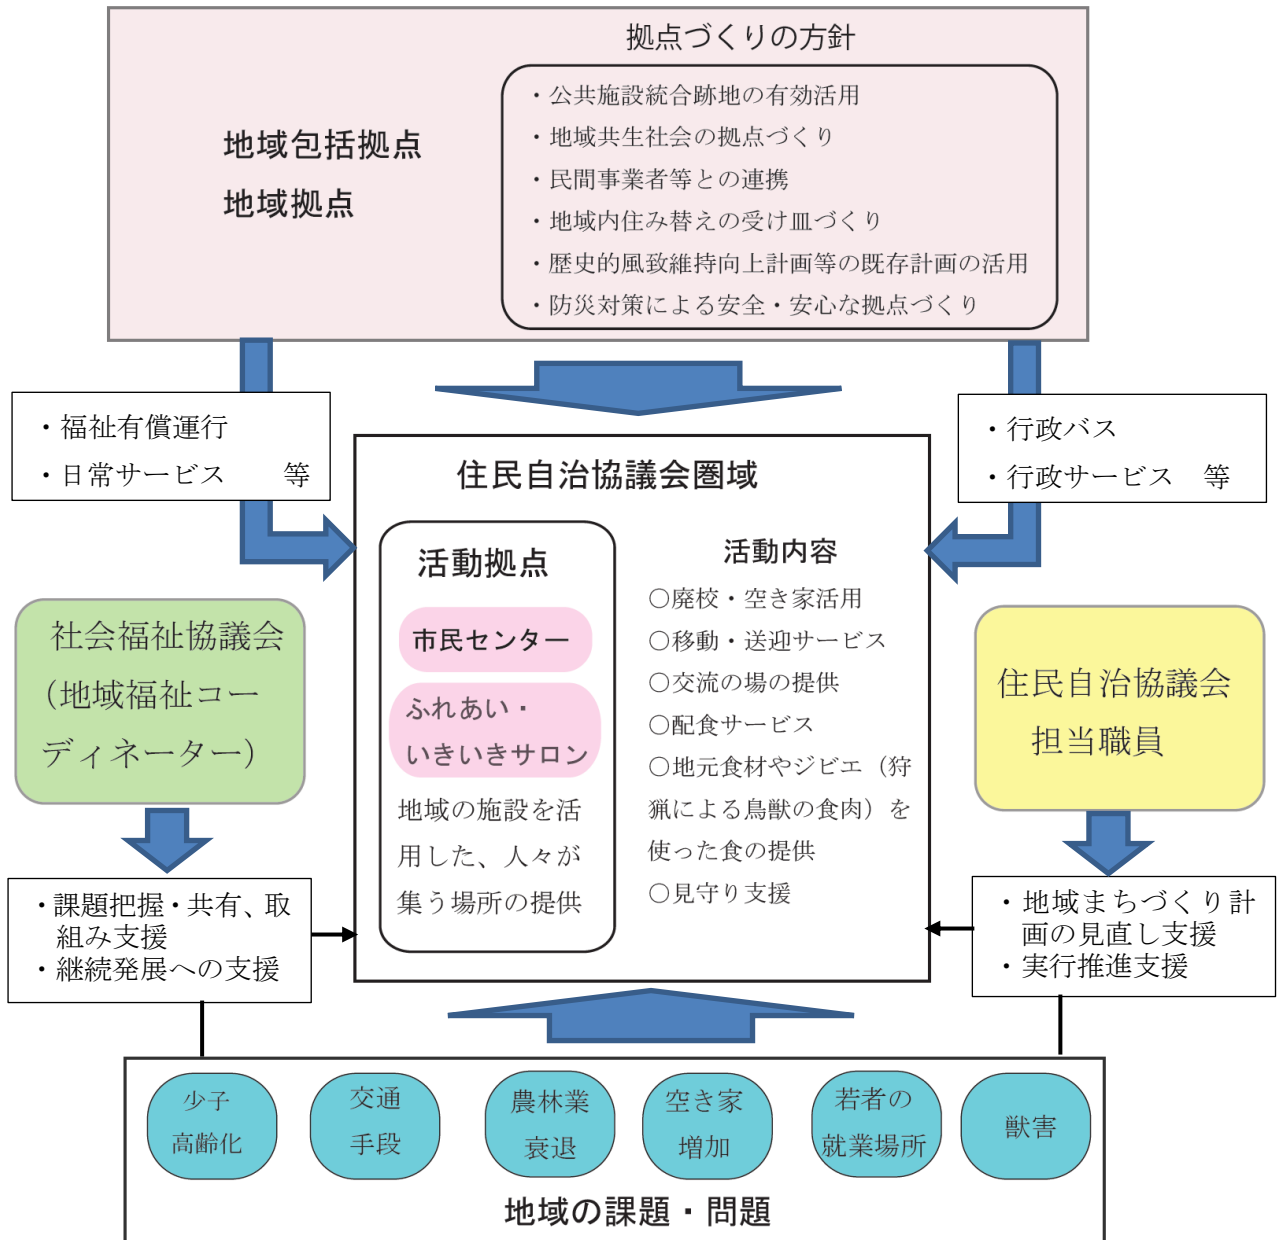 拠点づくりの方針
・公共施設統合跡地の有効活用
・地域共生社会の拠点づくり
・民間事業者等との連携
・地域内住み替えの受け皿づくり
・歴史的風致維持向上計画等の既存計画の活用
・防災対策による安全・安心な拠点づくり
地域包括拠点
地域拠点
・福祉有償運行
・日常サービス　等
・行政バス
・行政サービス　等
住民自治協議会圏域
活動拠点
市民センター
ふれあい・
いきいきサロン
地域の施設を活
用した、人々が
集う場所の提供
活動内容
○廃校・空き家活用
○移動・送迎サービス
○交流の場の提供
○配食サービス
○地元食材やジビエ（狩
猟による鳥獣の食肉）を
使った食の提供
○見守り支援
社会福祉協議会
（地域福祉コー
ディネーター）
住民自治協議会
担当職員
・課題把握・共有、取
組み支援
・継続発展への支援
・地域まちづくり計
画の見直し支援
・実行推進支援
少子
高齢化
交通
手段
農林業
衰退
空き家
増加
若者の
就業場所
獣害
地域の課題・問題